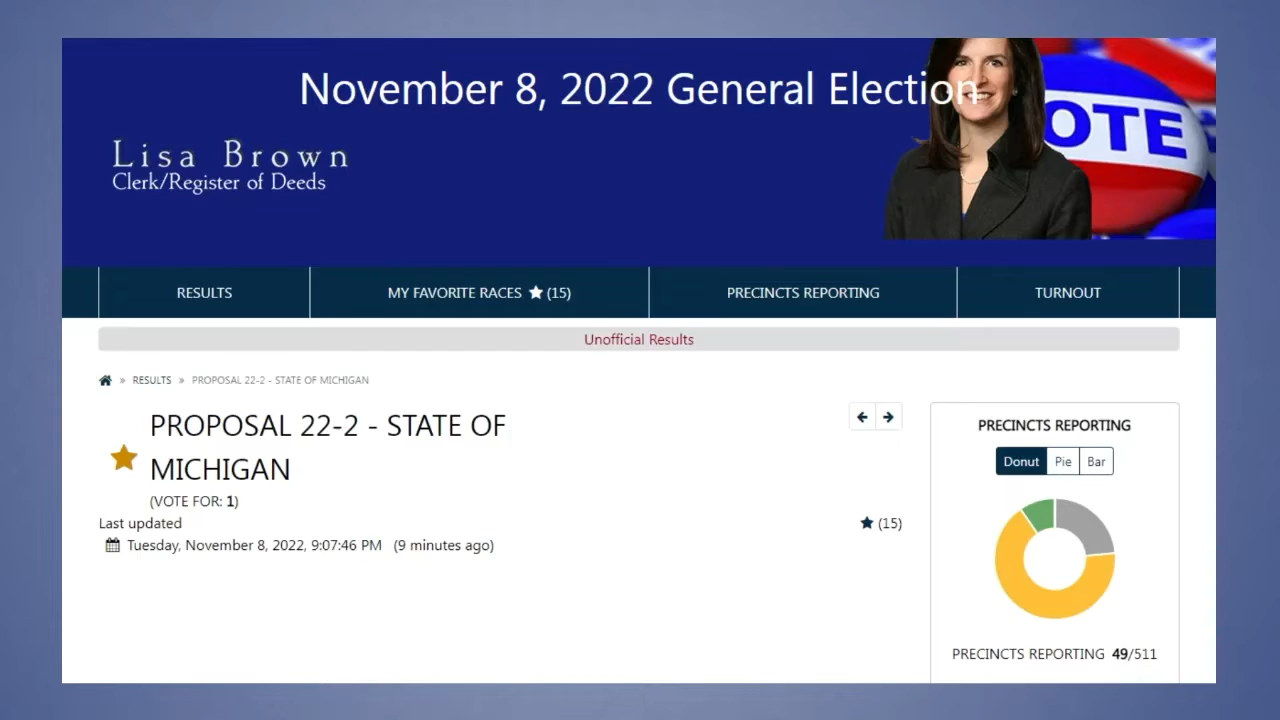 November 8, 2022 General Election
OTE
Lisa Brown
Clerk/Register of Deeds
RESULTS
MY FAVORITE RACES ★ (15)
PRECINCTS REPORTING
TURNOUT
Unofficial Results
» RESULTS » PROPOSAL 22-2 - STATE OF MICHIGAN
PROPOSAL 22-2 - STATE OF
MICHIGAN
(VOTE FOR: 1)
Last updated
★ (15)
Tuesday, November 8, 2022, 9:07:46 PM (9 minutes ago)
PRECINCTS REPORTING
Donut Pie Bar
PRECINCTS REPORTING 49/511